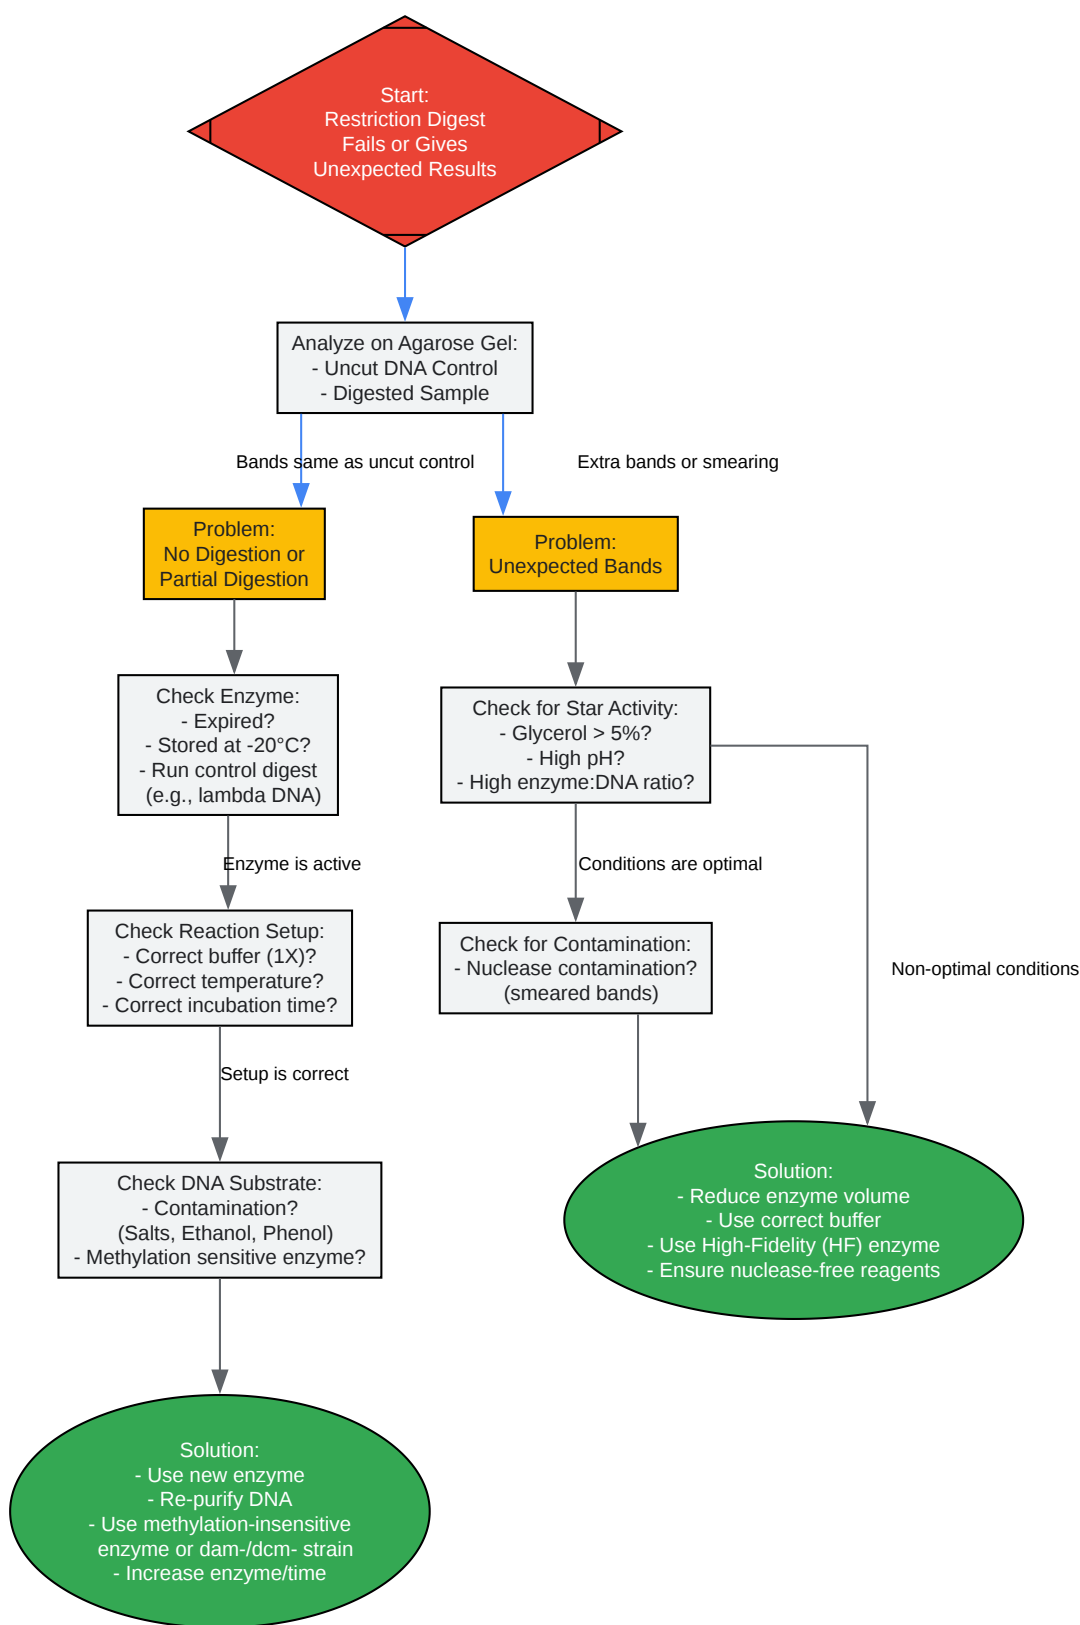 Start:
Restriction Digest
Fails or Gives
Unexpected Results
Analyze on Agarose Gel:
- Uncut DNA Control
- Digested Sample
Bands same as uncut control
Extra bands or smearing
Problem:
No Digestion or
Partial Digestion
Problem:
Unexpected Bands
Check Enzyme:
- Expired?
- Stored at -20°C?
- Run control digest
(e.g., lambda DNA)
Check for Star Activity:
- Glycerol > 5%?
- High pH?
- High enzyme:DNA ratio?
Enzyme is active
Conditions are optimal
Check Reaction Setup:
- Correct buffer (1X)?
- Correct temperature?
- Correct incubation time?
Check for Contamination:
- Nuclease contamination?
(smeared bands)
Non-optimal conditions
Setup is correct
Check DNA Substrate:
- Contamination?
(Salts, Ethanol, Phenol)
- Methylation sensitive enzyme?
Solution:
- Reduce enzyme volume
- Use correct buffer
- Use High-Fidelity (HF) enzyme
- Ensure nuclease-free reagents
Solution:
- Use new enzyme
- Re-purify DNA
- Use methylation-insensitive
enzyme or dam-/dcm- strain
- Increase enzyme/time